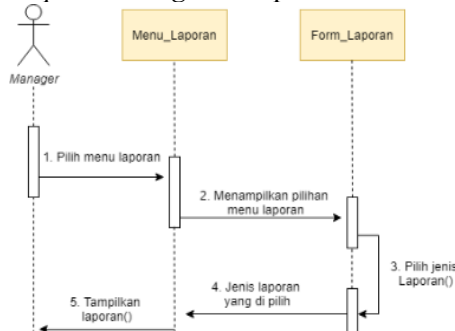 Menu_Laporan
Form_Laporan
Manager
1. Pilih menu laporan
2. Menampilkan pilihan
menu laporan
3. Pilih jenis
Laporan()
4. Jenis laporan
yang di pilih
5. Tampilkan
laporan()